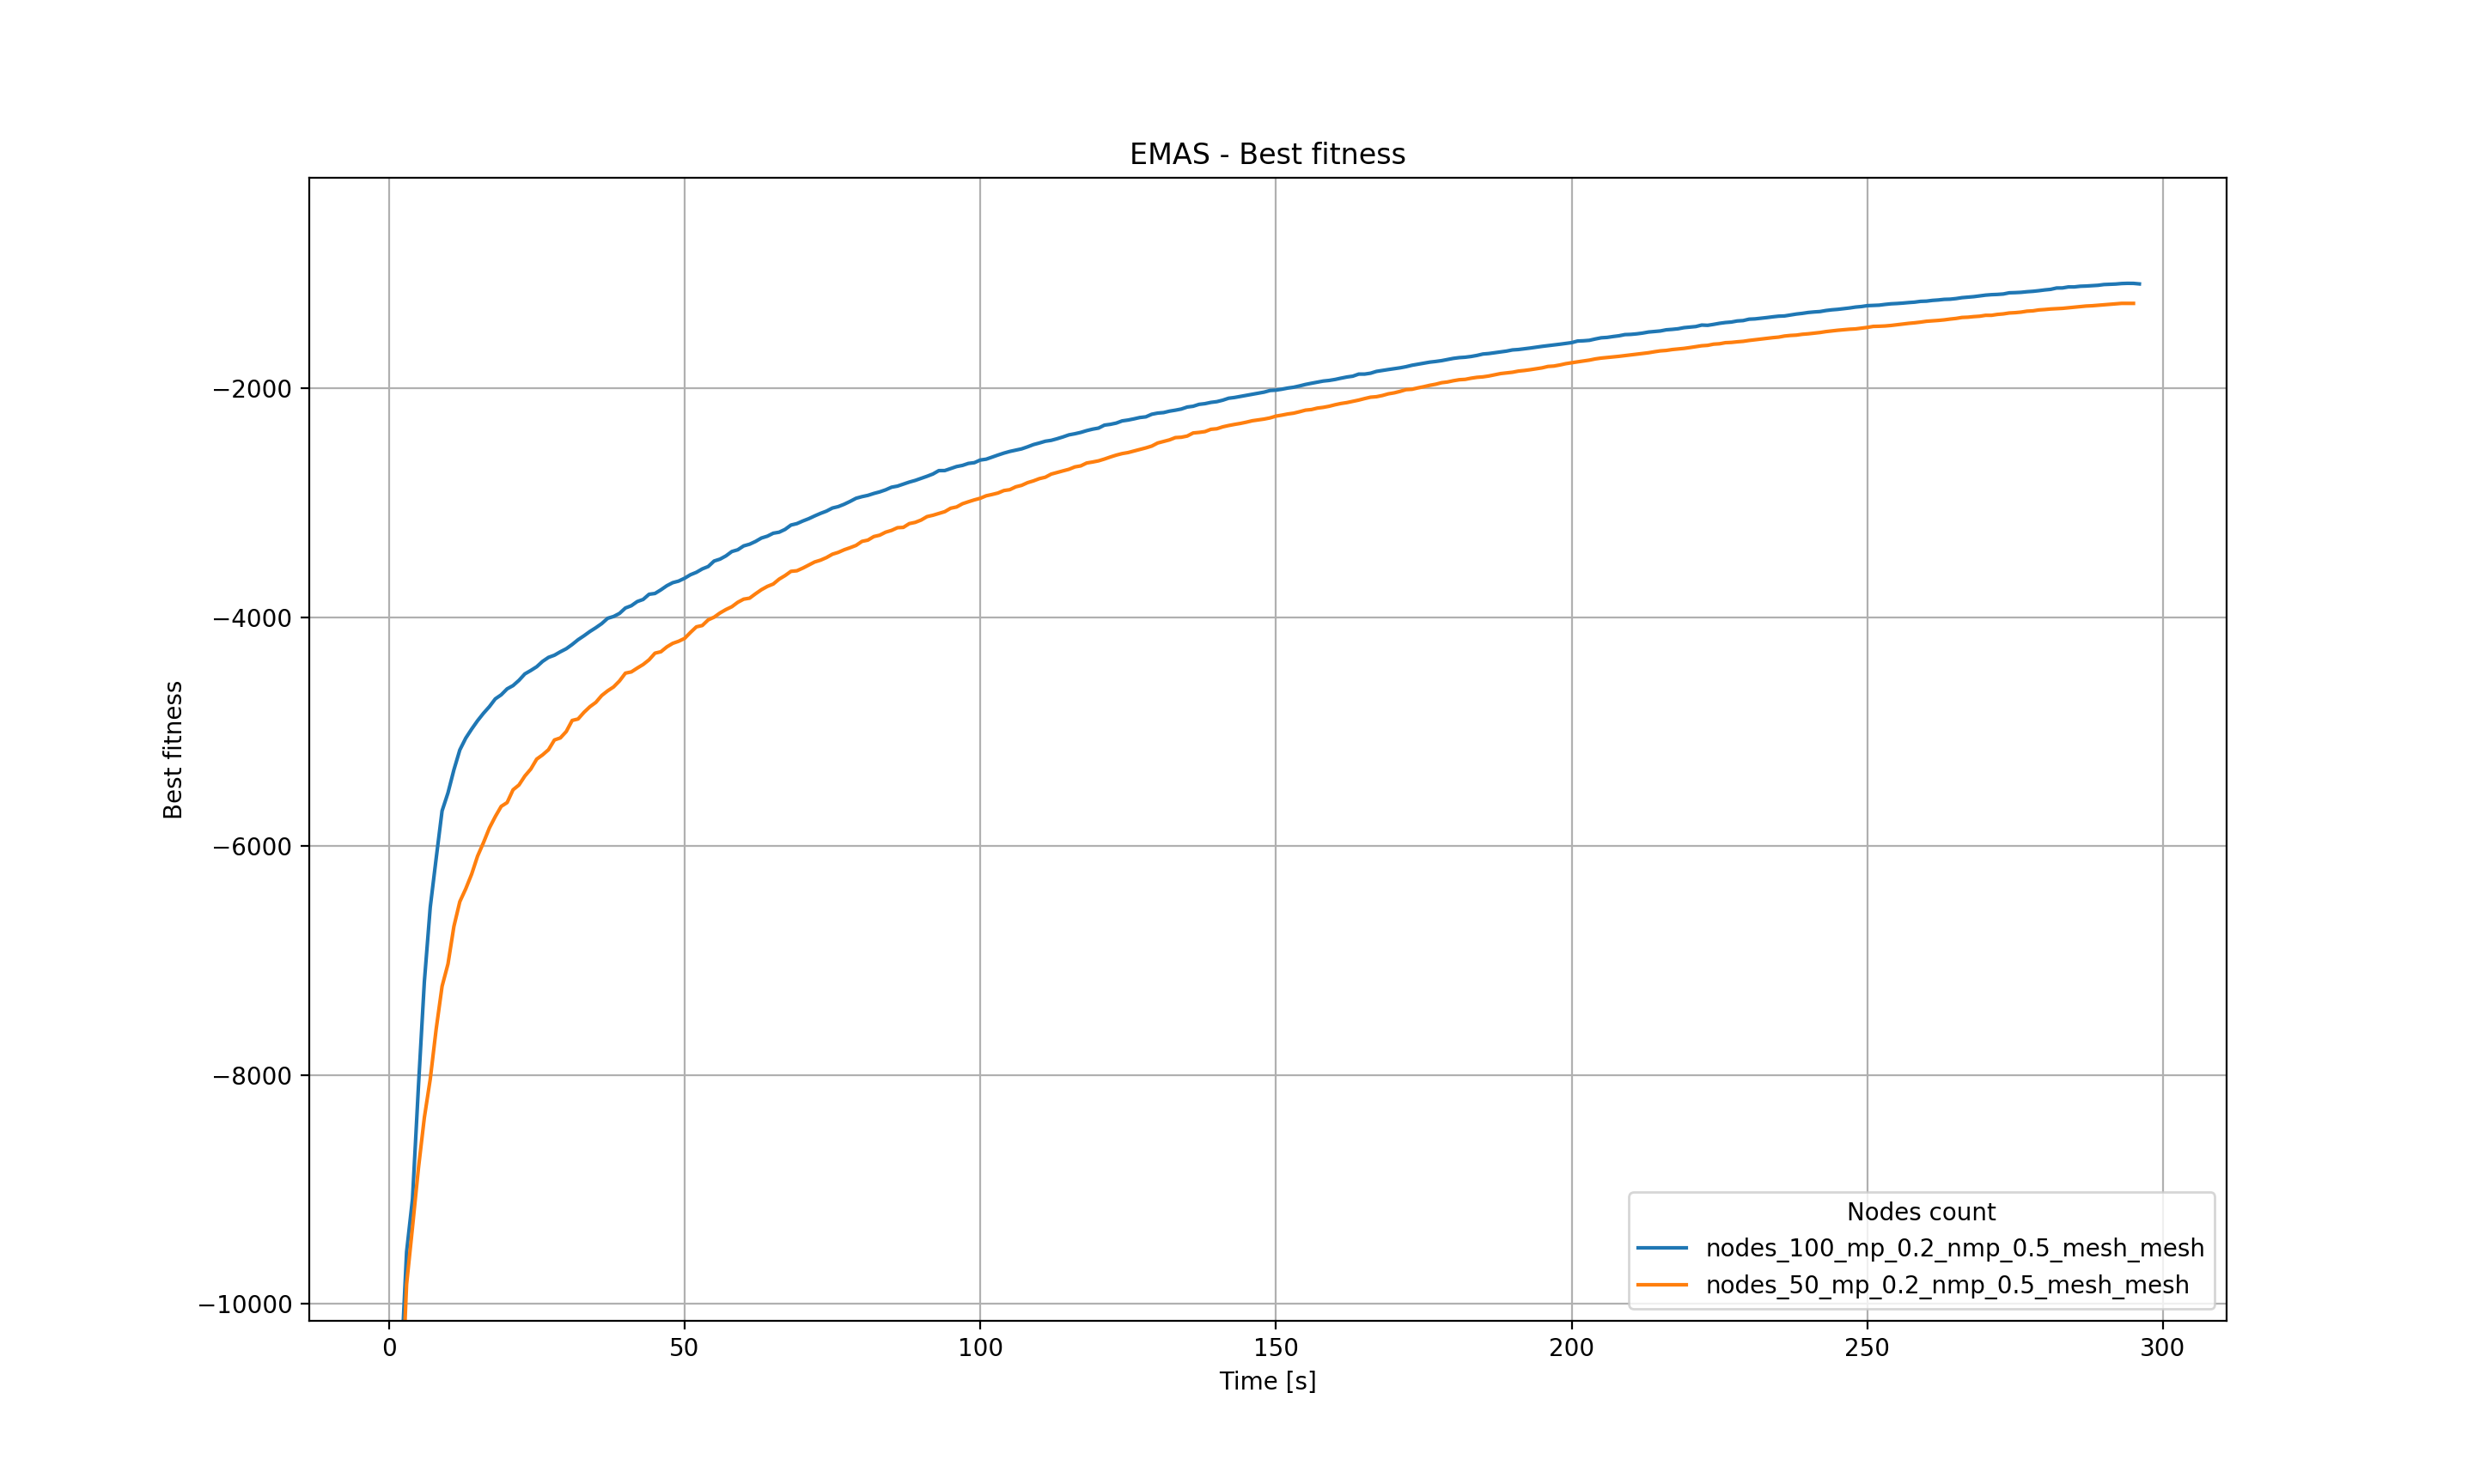 EMAS - Best fitness
Best fitness
−2000
−4000
−6000
−8000
−10000
0 50 100 150 200 250 300
Time [s]
Nodes count
nodes_100_mp_0.2_nmp_0.5_mesh_mesh
nodes_50_mp_0.2_nmp_0.5_mesh_mesh